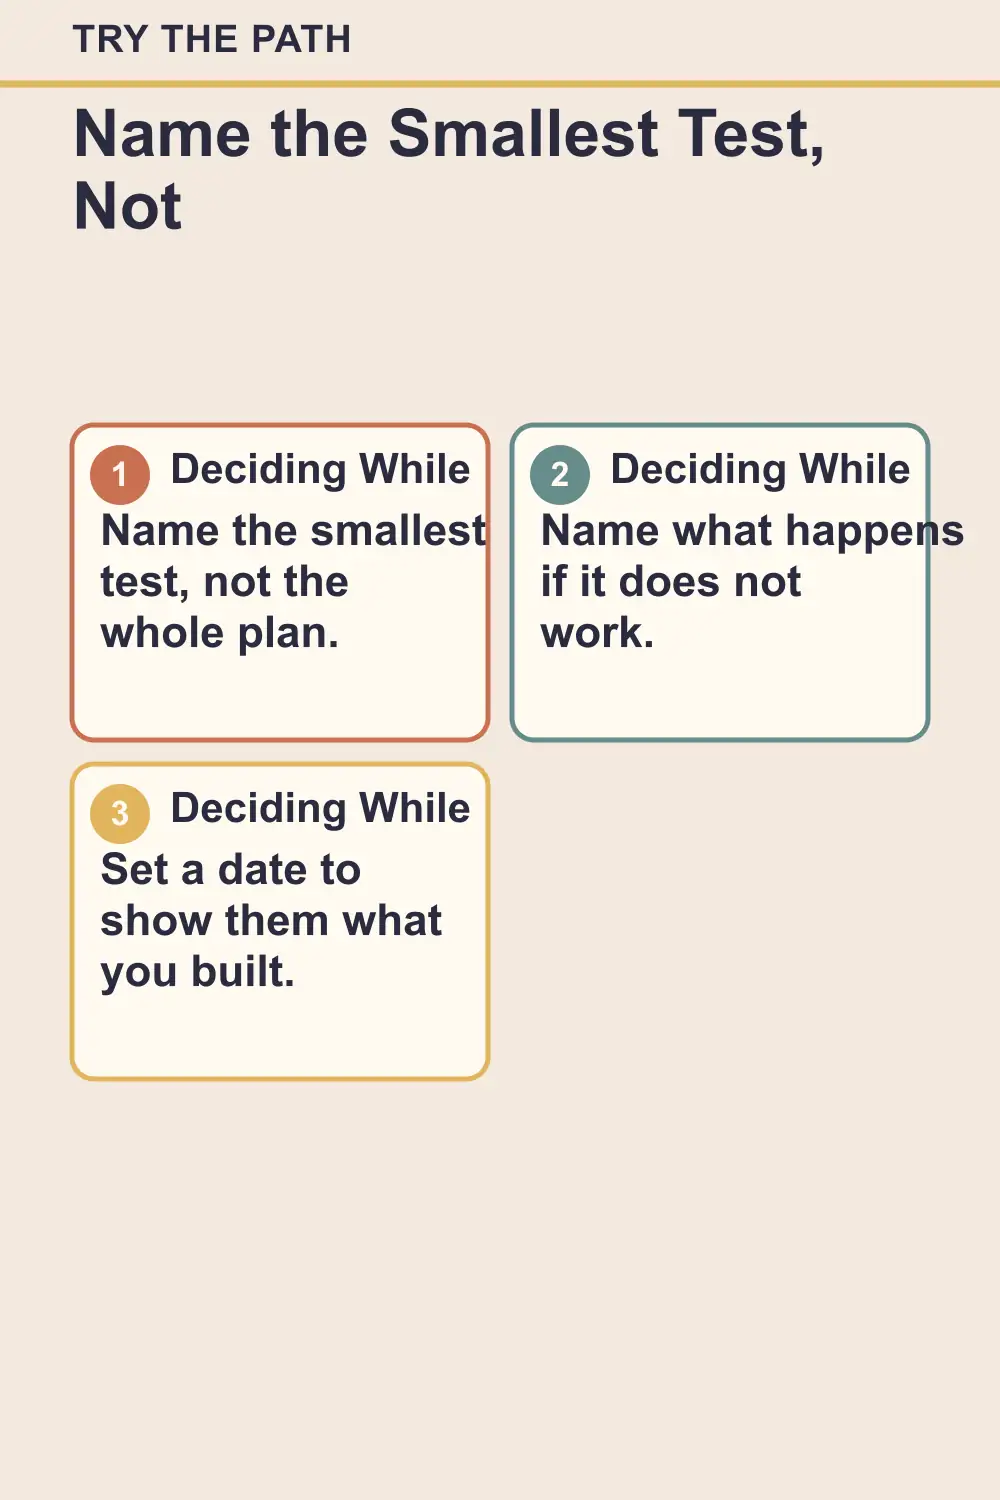 TRY THE PATH
Name the Smallest Test,
Not
1 Deciding While
Name the smallest
test, not the
whole plan.
2 Deciding While
Name what happens
if it does not
work.
3 Deciding While
Set a date to
show them what
you built.